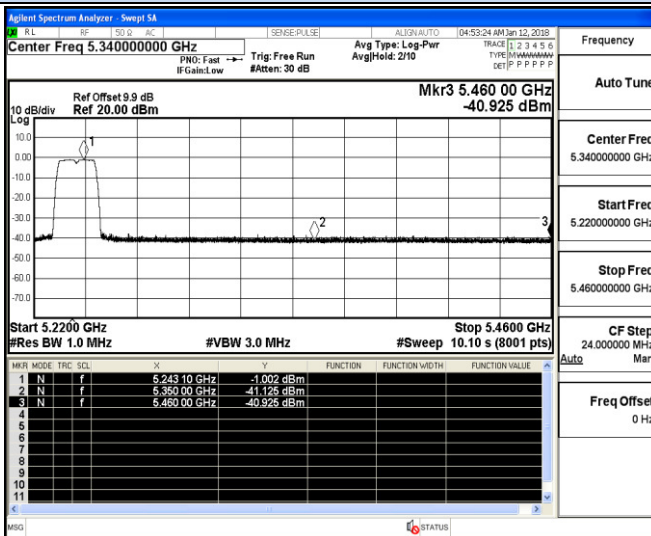 Agilent Spectrum Analyzer - Swept SA
RL RF 50 Ω AC SENSE:PULSE ALIGN AUTO 04:53:24 AM Jan 12, 2018
Center Freq 5.340000000 GHz
PNO: Fast
IFGain:Low
Trig: Free Run
#Atten: 30 dB
Avg Type: Log-Pwr
Avg|Hold: 2/10
TRACE 1 2 3 4 5 6
TYPE MWWWWW
DET P P P P P P
Frequency
Auto Tune
Mkr3 5.460 00 GHz
-40.925 dBm
Ref Offset 9.9 dB
10 dB/div Ref 20.00 dBm
Log
10.0
0.00
-10.0
-20.0
-30.0
-40.0
-50.0
-60.0
-70.0
1
2
3
Center Freq
5.340000000 GHz
Start Freq
5.220000000 GHz
Stop Freq
5.460000000 GHz
CF Step
24.000000 MHz
Auto Man
Freq Offset
0 Hz
Start 5.2200 GHz Stop 5.4600 GHz
#Res BW 1.0 MHz #VBW 3.0 MHz #Sweep 10.10 s (8001 pts)
MKR MODE TRC SCL X Y FUNCTION FUNCTION WIDTH FUNCTION VALUE
1 N f 5.243 10 GHz -1.002 dBm
2 N f 5.350 00 GHz -41.125 dBm
3 N f 5.460 00 GHz -40.925 dBm
4
5
6
7
8
9
10
11
MSG STATUS